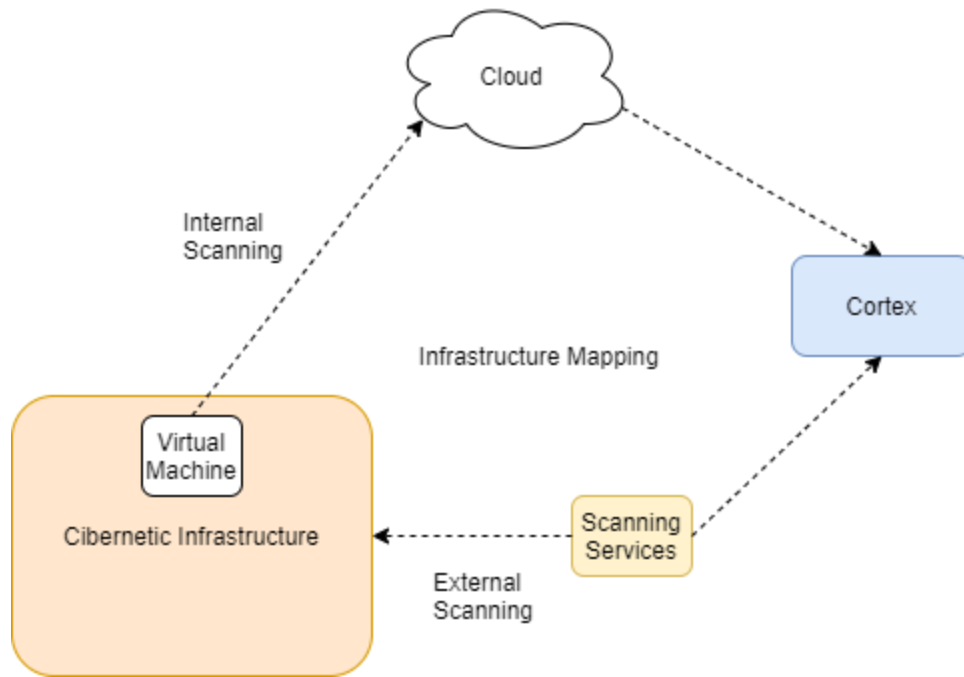 Cloud
Internal
Scanning
Cortex
Infrastructure Mapping
Virtual
Machine
Cibernetic Infrastructure
Scanning
Services
External
Scanning